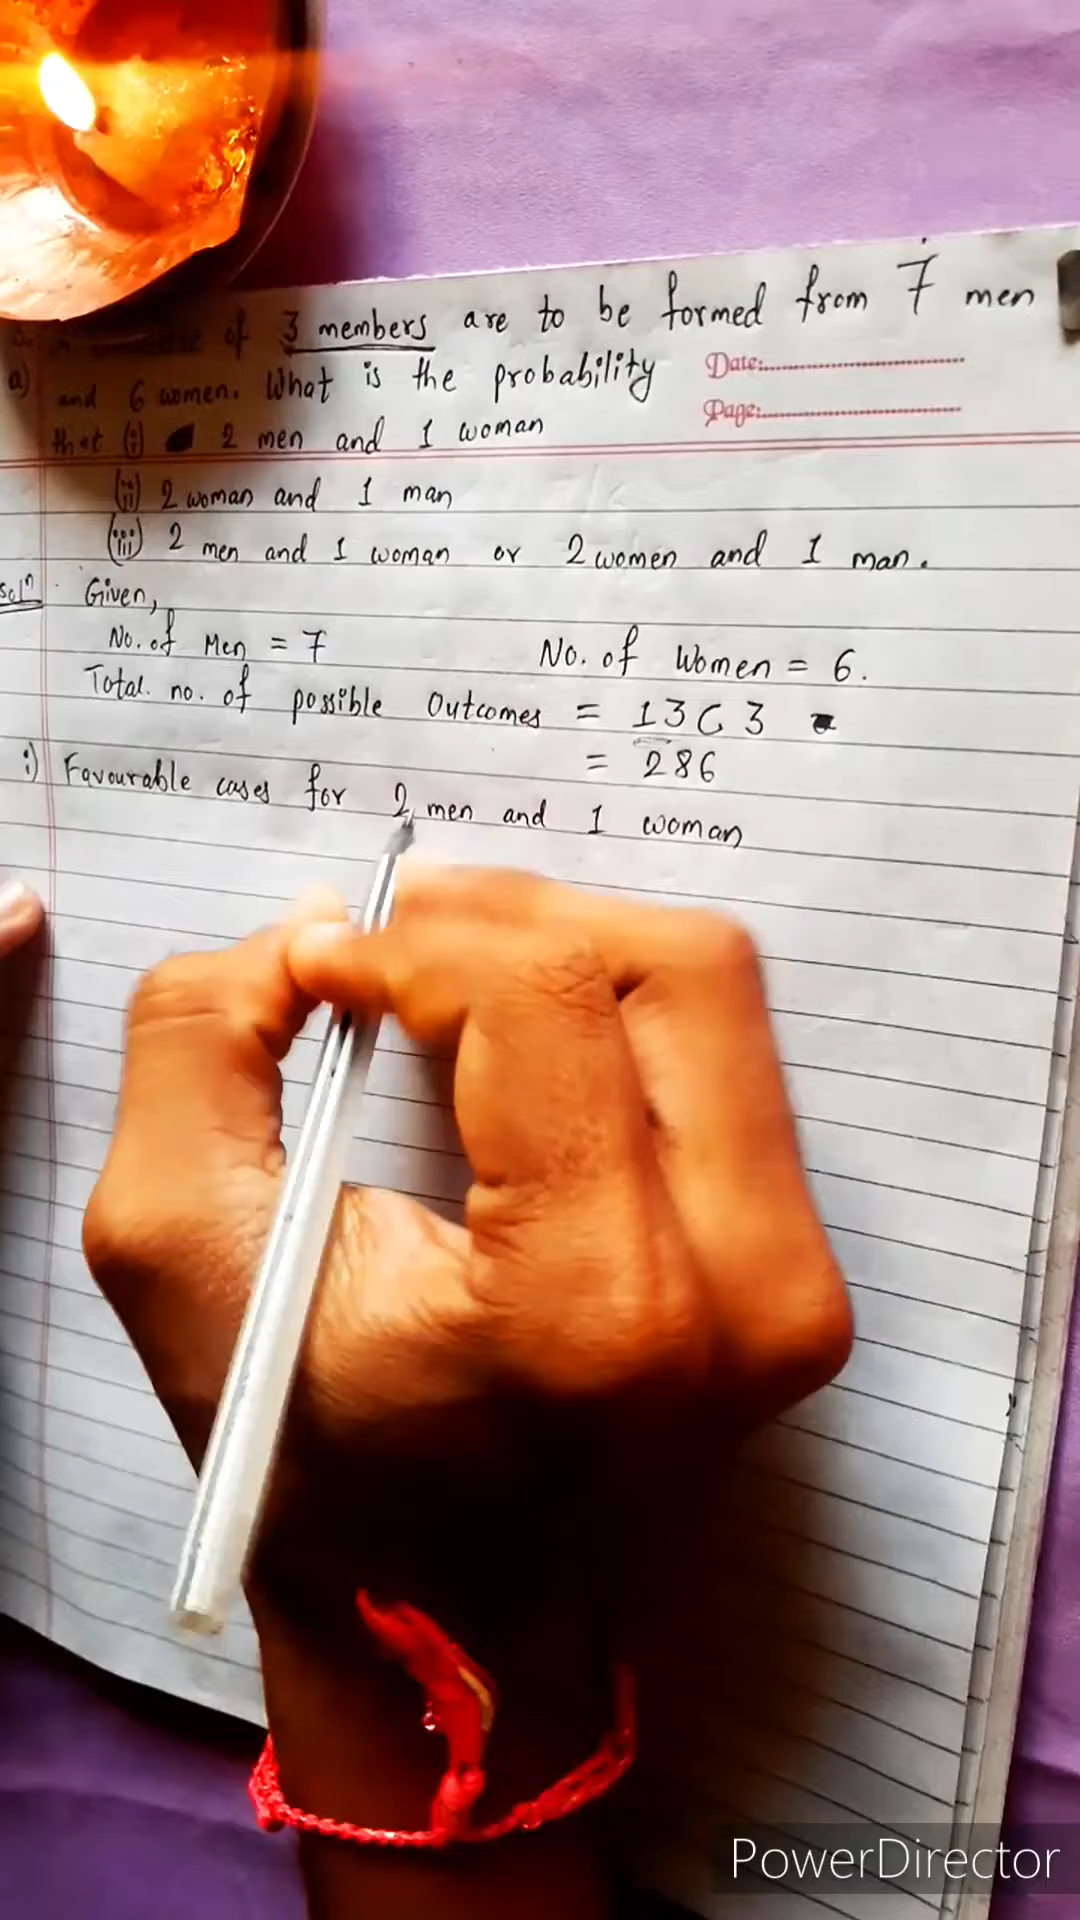 of 3 members are to be formed from 7 men
a) and 6 women. What is the probability
Date:
Page:
that (i) 2 men and 1 woman
(ii) 2 woman and 1 man
(iii) 2 men and 1 woman or 2 women and 1 man.
Solⁿ Given,
No. of Men = 7 No. of Women = 6.
Total. no. of possible Outcomes = 13C3
= 286
i) Favourable cases for 2 men and 1 woman
PowerDirector